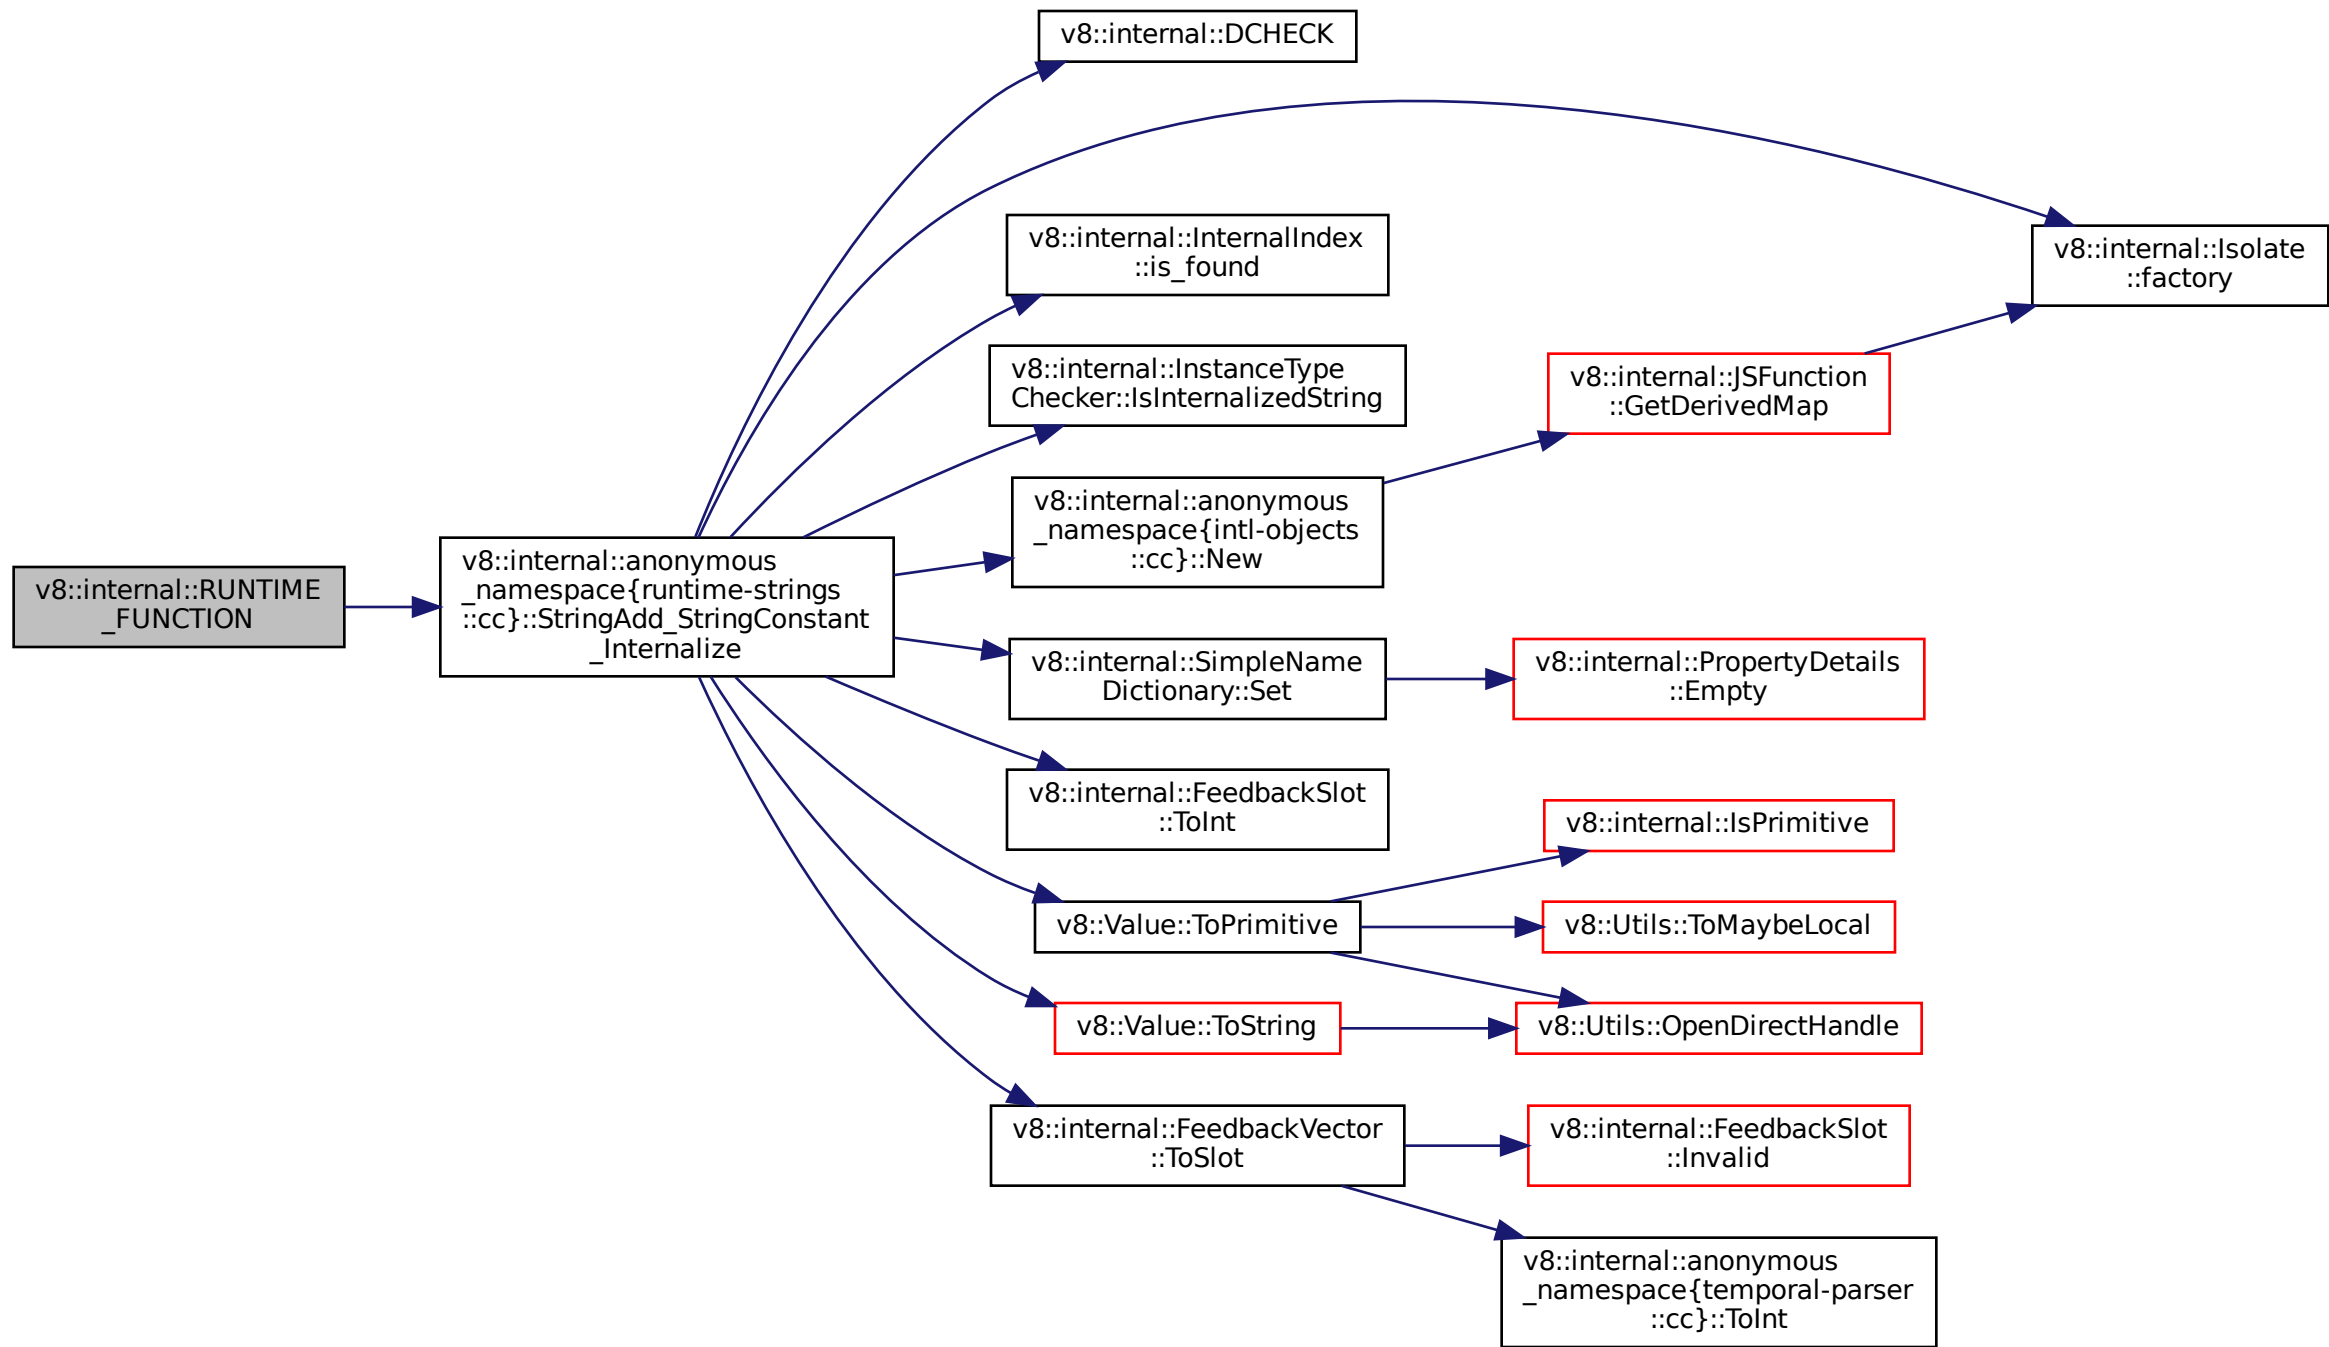 v8::internal::RUNTIME
_FUNCTION
v8::internal::anonymous
_namespace{runtime-strings
::cc}::StringAdd_StringConstant
_Internalize
v8::internal::DCHECK
v8::internal::Isolate
::factory
v8::internal::InternalIndex
::is_found
v8::internal::InstanceType
Checker::IsInternalizedString
v8::internal::anonymous
_namespace{intl-objects
::cc}::New
v8::internal::JSFunction
::GetDerivedMap
v8::internal::SimpleName
Dictionary::Set
v8::internal::PropertyDetails
::Empty
v8::internal::FeedbackSlot
::ToInt
v8::Value::ToPrimitive
v8::internal::IsPrimitive
v8::Utils::ToMaybeLocal
v8::Utils::OpenDirectHandle
v8::Value::ToString
v8::internal::FeedbackVector
::ToSlot
v8::internal::FeedbackSlot
::Invalid
v8::internal::anonymous
_namespace{temporal-parser
::cc}::ToInt